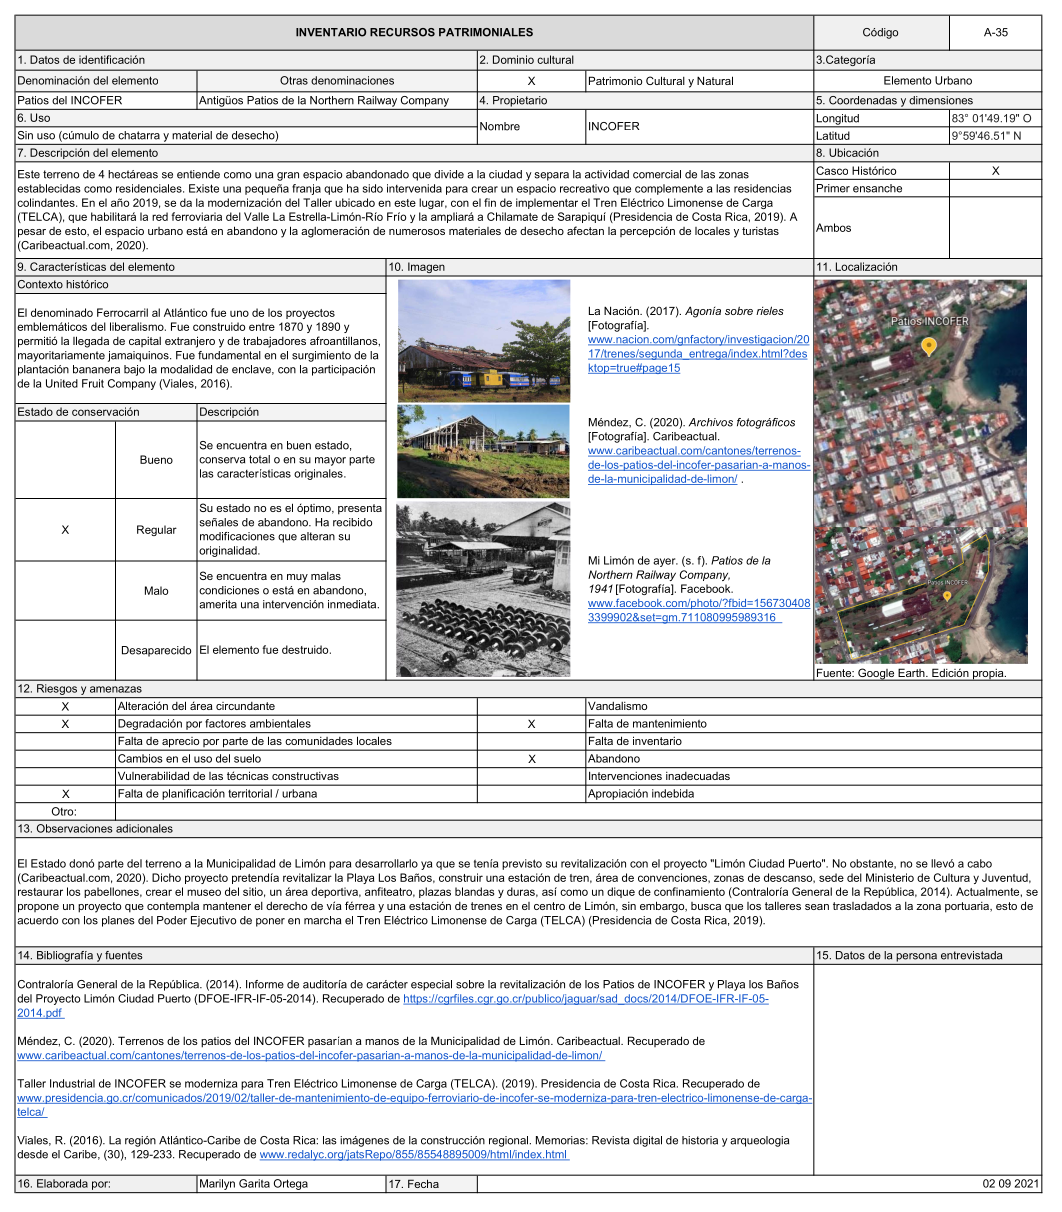 INVENTARIO RECURSOS PATRIMONIALES
Código
A-35
1. Datos de identificación
2. Dominio cultural
3.Categoría
Denominación del elemento
Otras denominaciones
X
Patrimonio Cultural y Natural
Elemento Urbano
Patios del INCOFER
Antigüos Patios de la Northern Railway Company
4. Propietario
5. Coordenadas y dimensiones
6. Uso
Nombre
INCOFER
Longitud
83° 01'49.19" O
Sin uso (cúmulo de chatarra y material de desecho)
Latitud
9°59'46.51" N
7. Descripción del elemento
8. Ubicación
Este terreno de 4 hectáreas se entiende como una gran espacio abandonado que divide a la ciudad y separa la actividad comercial de las zonas
establecidas como residenciales. Existe una pequeña franja que ha sido intervenida para crear un espacio recreativo que complemente a las residencias
colindantes. En el año 2019, se da la modernización del Taller ubicado en este lugar, con el fin de implementar el Tren Eléctrico Limonense de Carga
(TELCA), que habilitará la red ferroviaria del Valle La Estrella-Limón-Río Frío y la ampliará a Chilamate de Sarapiquí (Presidencia de Costa Rica, 2019). A
pesar de esto, el espacio urbano está en abandono y la aglomeración de numerosos materiales de desecho afectan la percepción de locales y turistas
(Caribeactual.com, 2020).
Casco Histórico
X
Primer ensanche
Ambos
9. Características del elemento
10. Imagen
11. Localización
Contexto histórico
El denominado Ferrocarril al Atlántico fue uno de los proyectos
emblemáticos del liberalismo. Fue construido entre 1870 y 1890 y
permitió la llegada de capital extranjero y de trabajadores afroantillanos,
mayoritariamente jamaiquinos. Fue fundamental en el surgimiento de la
plantación bananera bajo la modalidad de enclave, con la participación
de la United Fruit Company (Viales, 2016).
Estado de conservación
Descripción
Bueno
Se encuentra en buen estado,
conserva total o en su mayor parte
las características originales.
X
Regular
Su estado no es el óptimo, presenta
señales de abandono. Ha recibido
modificaciones que alteran su
originalidad.
Malo
Se encuentra en muy malas
condiciones o está en abandono,
amerita una intervención inmediata.
Desaparecido
El elemento fue destruido.
La Nación. (2017). Agonía sobre rieles
[Fotografía].
www.nacion.com/gnfactory/investigacion/20
17/trenes/segunda_entrega/index.html?des
ktop=true#page15
Méndez, C. (2020). Archivos fotográficos
[Fotografía]. Caribeactual.
www.caribeactual.com/cantones/terrenos-
de-los-patios-del-incofer-pasarian-a-manos-
de-la-municipalidad-de-limon/ .
Mi Limón de ayer. (s. f). Patios de la
Northern Railway Company,
1941[Fotografía]. Facebook.
www.facebook.com/photo/?fbid=156730408
3399902&set=gm.711080995989316
Patios INCOFER
Patios INCOFER
Fuente: Google Earth. Edición propia.
12. Riesgos y amenazas
X
Alteración del área circundante
Vandalismo
X
Degradación por factores ambientales
X
Falta de mantenimiento
Falta de aprecio por parte de las comunidades locales
Falta de inventario
Cambios en el uso del suelo
X
Abandono
Vulnerabilidad de las técnicas constructivas
Intervenciones inadecuadas
X
Falta de planificación territorial / urbana
Apropiación indebida
Otro:
13. Observaciones adicionales
El Estado donó parte del terreno a la Municipalidad de Limón para desarrollarlo ya que se tenía previsto su revitalización con el proyecto "Limón Ciudad Puerto". No obstante, no se llevó a cabo
(Caribeactual.com, 2020). Dicho proyecto pretendía revitalizar la Playa Los Baños, construir una estación de tren, área de convenciones, zonas de descanso, sede del Ministerio de Cultura y Juventud,
restaurar los pabellones, crear el museo del sitio, un área deportiva, anfiteatro, plazas blandas y duras, así como un dique de confinamiento (Contraloría General de la República, 2014). Actualmente, se
propone un proyecto que contempla mantener el derecho de vía férrea y una estación de trenes en el centro de Limón, sin embargo, busca que los talleres sean trasladados a la zona portuaria, esto de
acuerdo con los planes del Poder Ejecutivo de poner en marcha el Tren Eléctrico Limonense de Carga (TELCA) (Presidencia de Costa Rica, 2019).
14. Bibliografía y fuentes
15. Datos de la persona entrevistada
Contraloría General de la República. (2014). Informe de auditoría de carácter especial sobre la revitalización de los Patios de INCOFER y Playa los Baños
del Proyecto Limón Ciudad Puerto (DFOE-IFR-IF-05-2014). Recuperado de https://cgrfiles.cgr.go.cr/publico/jaguar/sad_docs/2014/DFOE-IFR-IF-05-
2014.pdf
Méndez, C. (2020). Terrenos de los patios del INCOFER pasarían a manos de la Municipalidad de Limón. Caribeactual. Recuperado de
www.caribeactual.com/cantones/terrenos-de-los-patios-del-incofer-pasarian-a-manos-de-la-municipalidad-de-limon/
Taller Industrial de INCOFER se moderniza para Tren Eléctrico Limonense de Carga (TELCA). (2019). Presidencia de Costa Rica. Recuperado de
www.presidencia.go.cr/comunicados/2019/02/taller-de-mantenimiento-de-equipo-ferroviario-de-incofer-se-moderniza-para-tren-electrico-limonense-de-carga-
telca/
Viales, R. (2016). La región Atlántico-Caribe de Costa Rica: las imágenes de la construcción regional. Memorias: Revista digital de historia y arqueologia
desde el Caribe, (30), 129-233. Recuperado de www.redalyc.org/jatsRepo/855/85548895009/html/index.html
16. Elaborada por:
Marilyn Garita Ortega
17. Fecha
02 09 2021